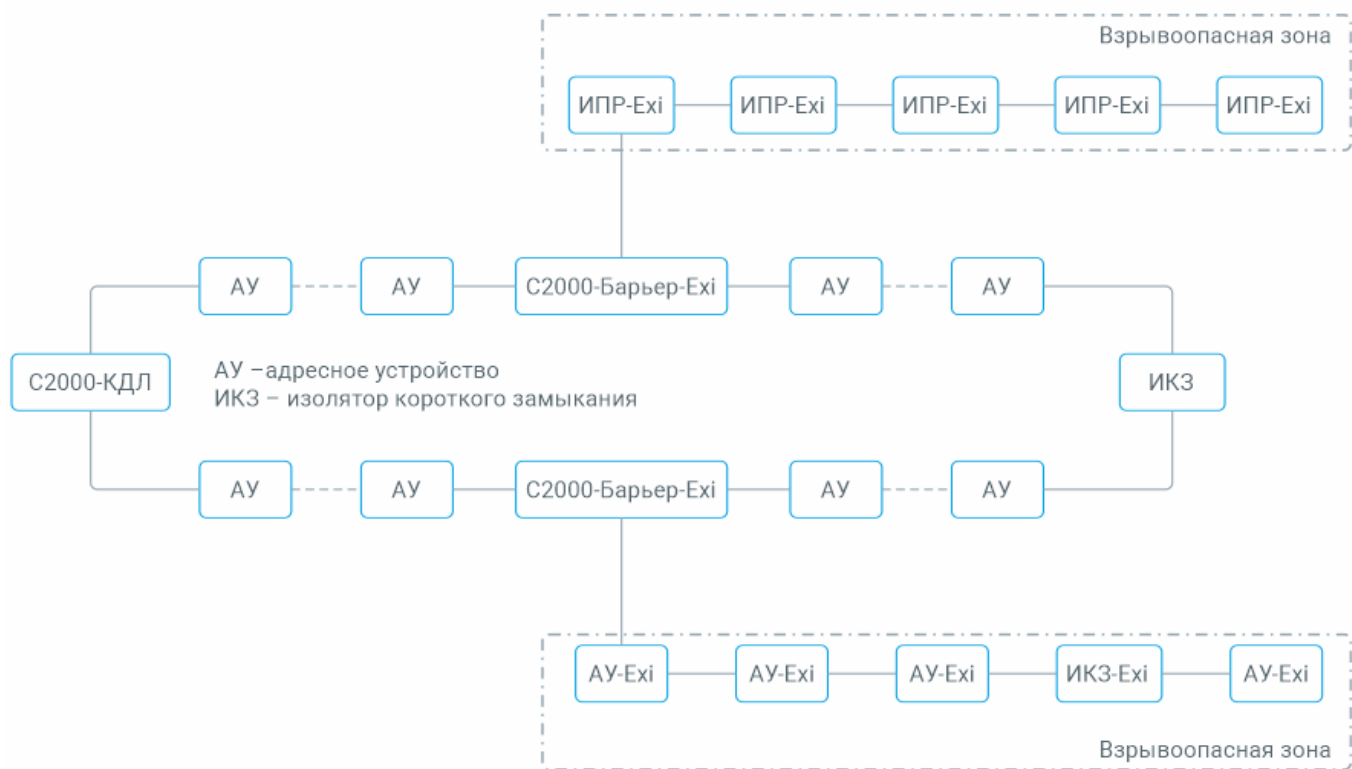 Взрывоопасная зона
ИПР-Exi ИПР-Exi ИПР-Exi ИПР-Exi ИПР-Exi
АУ АУ С2000-Барьер-Exi АУ АУ
С2000-КДЛ
АУ –адресное устройство
ИКЗ – изолятор короткого замыкания
ИКЗ
АУ АУ С2000-Барьер-Exi АУ АУ
АУ-Exi АУ-Exi АУ-Exi ИКЗ-Exi АУ-Exi
Взрывоопасная зона